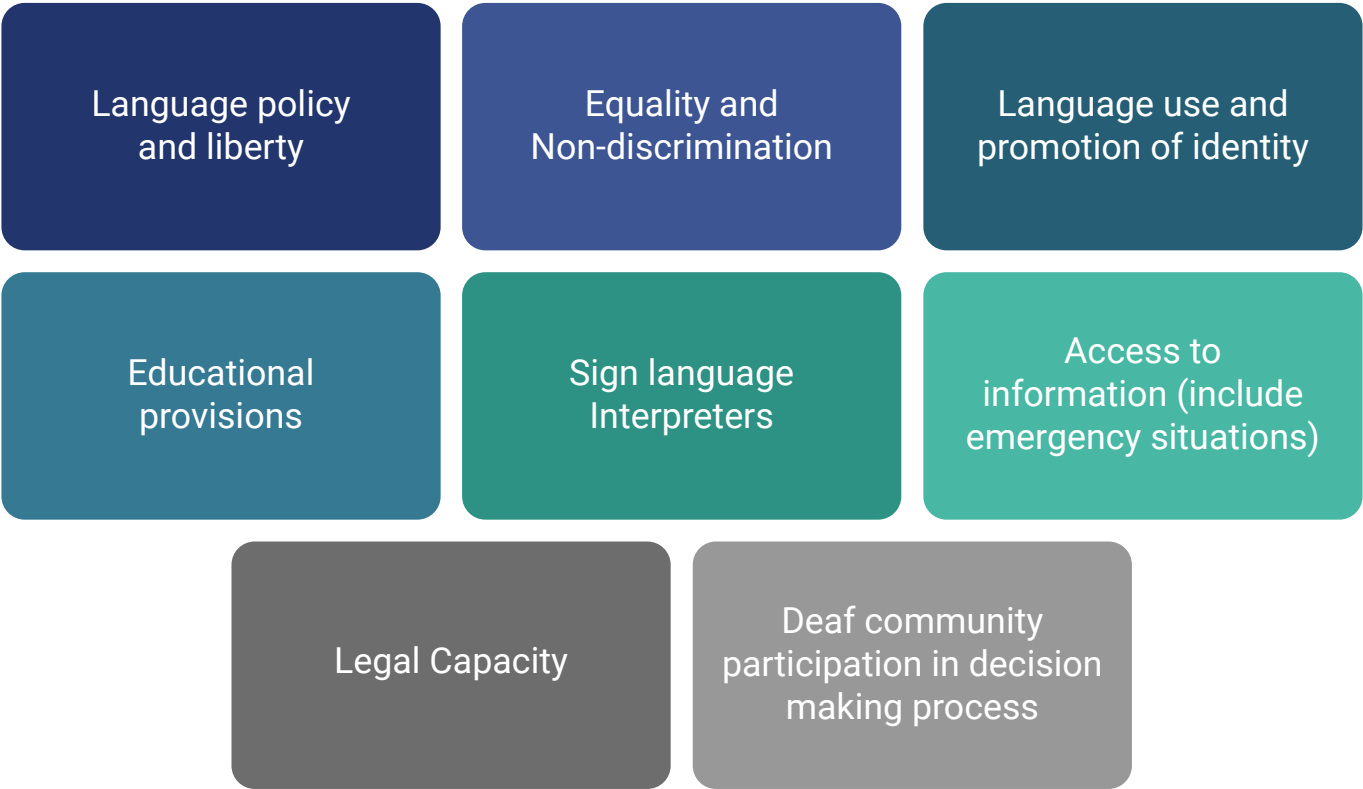 Language policy
and liberty
Equality and
Non-discrimination
Language use and
promotion of identity
Educational
provisions
Sign language
Interpreters
Access to
information (include
emergency situations)
Legal Capacity
Deaf community
participation in decision
making process